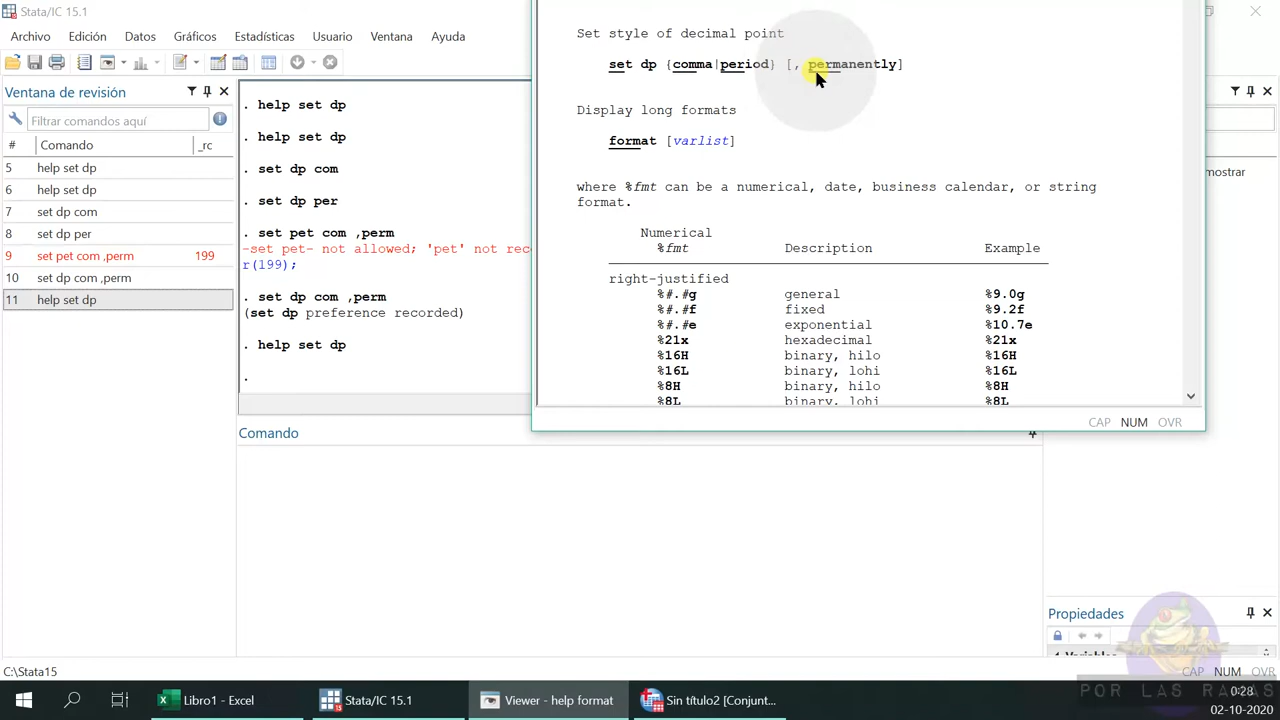 Stata/IC 15.1
Archivo Edición Datos Gráficos Estadísticas Usuario Ventana Ayuda
Ventana de revisión
Filtrar comandos aquí
# Comando _rc
5 help set dp
6 help set dp
7 set dp com
8 set dp per
9 set pet com ,perm 199
10 set dp com ,perm
11 help set dp
. help set dp
. help set dp
. set dp com
. set dp per
. set pet com ,perm
-set pet- not allowed; 'pet' not rec
r(199);
. set dp com ,perm
(set dp preference recorded)
. help set dp
.
Set style of decimal point
set dp {comma|period} [, permanently]
Display long formats
format [varlist]
where %fmt can be a numerical, date, business calendar, or string
format.
Numerical
%fmt Description Example
right-justified
%#.#g general %9.0g
%#.#f fixed %9.2f
%#.#e exponential %10.7e
%21x hexadecimal %21x
%16H binary, hilo %16H
%16L binary, lohi %16L
%8H binary, hilo %8H
%8L binary, lohi %8L
CAP NUM OVR
mostrar
Comando
Propiedades
Variables
C:\Stata15
CAP NUM OVR
POR LAS RANAS
Libro1 - Excel
Stata/IC 15.1
Viewer - help format
Sin título2 [Conjunt...
0:28
02-10-2020